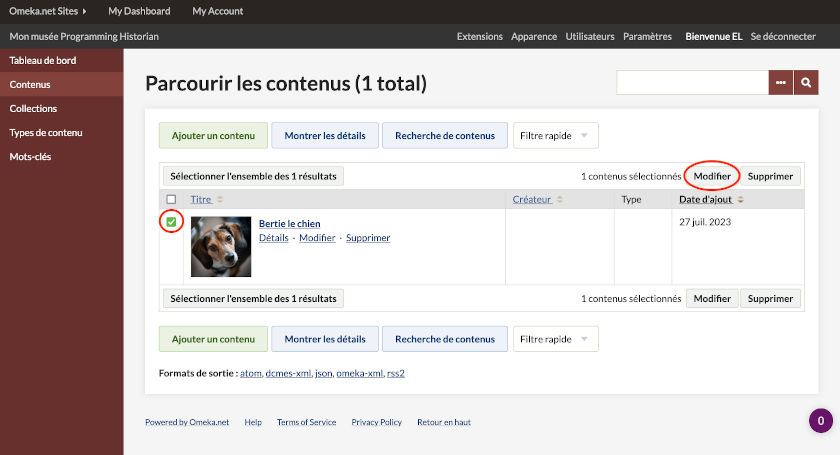 Omeka.net Sites My Dashboard My Account
Mon musée Programming Historian Extensions Apparence Utilisateurs Paramètres Bienvenue EL Se déconnecter
Tableau de bord
Contenus
Collections
Types de contenu
Mots-clés
Parcourir les contenus (1 total)
Ajouter un contenu Montrer les détails Recherche de contenus Filtre rapide
Sélectionner l'ensemble des 1 résultats 1 contenus sélectionnés Modifier Supprimer
Titre Créateur Type Date d'ajout
Bertie le chien 27 juil. 2023
Détails · Modifier · Supprimer
Sélectionner l'ensemble des 1 résultats 1 contenus sélectionnés Modifier Supprimer
Ajouter un contenu Montrer les détails Recherche de contenus Filtre rapide
Formats de sortie : atom, dcmes-xml, json, omeka-xml, rss2
Powered by Omeka.net Help Terms of Service Privacy Policy Retour en haut
0